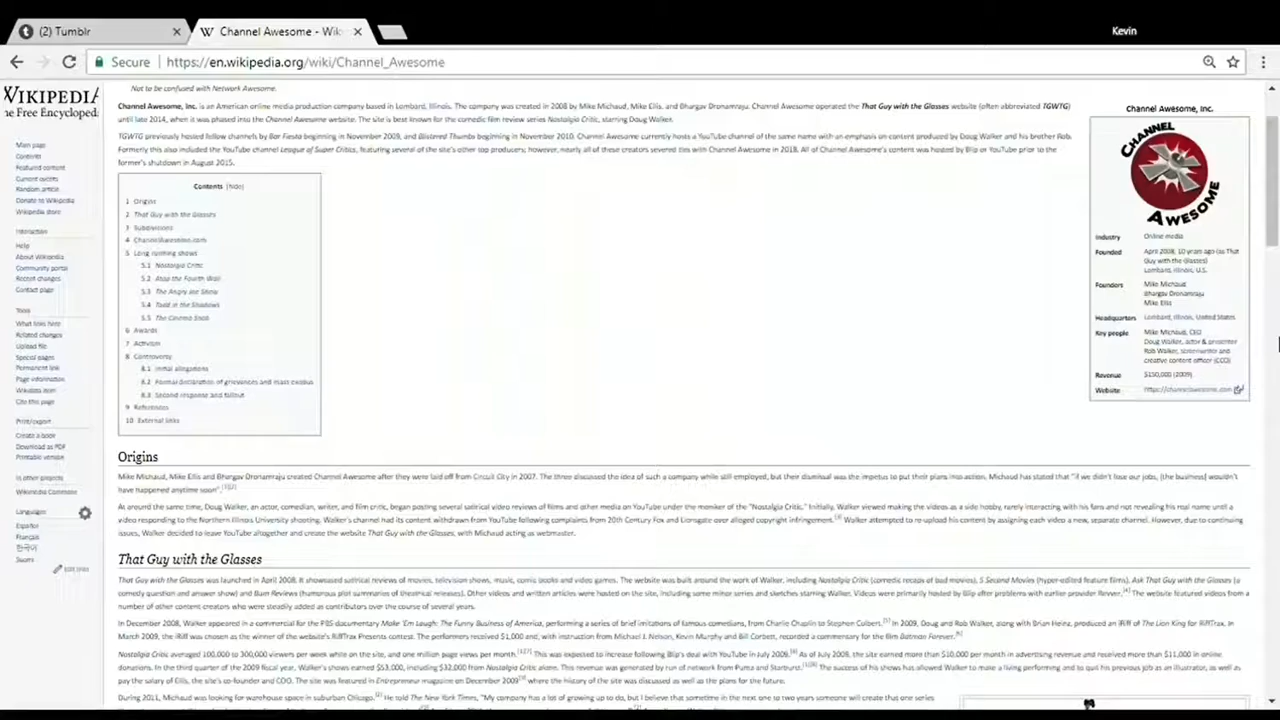 (2) Tumblr
Channel Awesome - Wik
Kevin
Secure
https://en.wikipedia.org/wiki/Channel_Awesome
WIKIPEDIA
The Free Encycloped
Main page
Contents
Featured content
Current events
Random article
Donate to Wikipedia
Wikipedia store
Interaction
Help
About Wikipedia
Community portal
Recent changes
Contact page
Tools
What links here
Related changes
Upload file
Special pages
Permanent link
Page information
Wikidata item
Cite this page
Print/export
Create a book
Download as PDF
Printable version
In other projects
Wikimedia Commons
Languages
Español
Français
한국어
Suomi
Edit links
Not to be confused with Network Awesome.
Channel Awesome, Inc. is an American online media production company based in Lombard, Illinois. The company was created in 2008 by Mike Michaud, Mike Ellis, and Bhargav Dronamraju. Channel Awesome operated the That Guy with the Glasses website (often abbreviated TGWTG)
until late 2014, when it was phased into the Channel Awesome website. The site is best known for the comedic film review series Nostalgia Critic, starring Doug Walker.
TGWTG previously hosted fellow channels by Bar Fiesta beginning in November 2009, and Blistered Thumbs beginning in November 2010. Channel Awesome currently hosts a YouTube channel of the same name with an emphasis on content produced by Doug Walker and his brother Rob.
Formerly this also included the YouTube channel League of Super Critics, featuring several of the site's other top producers; however, nearly all of these creators severed ties with Channel Awesome in 2018. All of Channel Awesome's content was hosted by Blip or YouTube prior to the
former's shutdown in August 2015.
Contents [hide]
1 Origins
2 That Guy with the Glasses
3 Subdivisions
4 ChannelAwesome.com
5 Long running shows
5.1 Nostalgia Critic
5.2 Atop the Fourth Wall
5.3 The Angry Joe Show
5.4 Todd in the Shadows
5.5 The Cinema Snob
6 Awards
7 Activism
8 Controversy
8.1 Initial allegations
8.2 Formal declaration of grievances and mass exodus
8.3 Second response and fallout
9 References
10 External links
Channel Awesome, Inc.
CHANNEL
AWESOME
Industry Online media
Founded April 2008; 10 years ago (as That
Guy with the Glasses)
Lombard, Illinois, U.S.
Founders Mike Michaud
Bhargav Dronamraju
Mike Ellis
Headquarters Lombard, Illinois, United States
Key people Mike Michaud, CEO
Doug Walker, actor & presenter
Rob Walker, screenwriter and
creative content officer (CCO)
Revenue $150,000 (2009)
Website https://channelawesome.com
Origins
Mike Michaud, Mike Ellis and Bhargav Dronamraju created Channel Awesome after they were laid off from Circuit City in 2007. The three discussed the idea of such a company while still employed, but their dismissal was the impetus to put their plans into action. Michaud has stated that "if we didn't lose our jobs, [the business] wouldn't
have happened anytime soon".[1][2]
At around the same time, Doug Walker, an actor, comedian, writer, and film critic, began posting several satirical video reviews of films and other media on YouTube under the moniker of the "Nostalgia Critic." Initially, Walker viewed making the videos as a side hobby, rarely interacting with his fans and not revealing his real name until a
video responding to the Northern Illinois University shooting. Walker's channel had its content withdrawn from YouTube following complaints from 20th Century Fox and Lionsgate over alleged copyright infringement.[3] Walker attempted to re-upload his content by assigning each video a new, separate channel. However, due to continuing
issues, Walker decided to leave YouTube altogether and create the website That Guy with the Glasses, with Michaud acting as webmaster.
That Guy with the Glasses
That Guy with the Glasses was launched in April 2008. It showcased satirical reviews of movies, television shows, music, comic books and video games. The website was built around the work of Walker, including Nostalgia Critic (comedic recaps of bad movies), 5 Second Movies (hyper-edited feature films), Ask That Guy with the Glasses (a
comedy question and answer show) and Bum Reviews (humorous plot summaries of theatrical releases). Other videos and written articles were hosted on the site, including some minor series and sketches starring Walker. Videos were primarily hosted by Blip after problems with earlier provider Revver.[4] The website featured videos from a
number of other content creators who were steadily added as contributors over the course of several years.
In December 2008, Walker appeared in a commercial for the PBS documentary Make 'Em Laugh: The Funny Business of America, performing a series of brief imitations of famous comedians, from Charlie Chaplin to Stephen Colbert.[5] In 2009, Doug and Rob Walker, along with Brian Heinz, produced an iRiff of The Lion King for RiffTrax. In
March 2009, the iRiff was chosen as the winner of the website's RiffTrax Presents contest. The performers received $1,000 and, with instruction from Michael J. Nelson, Kevin Murphy and Bill Corbett, recorded a commentary for the film Batman Forever.[6]
Nostalgia Critic averaged 100,000 to 300,000 viewers per week while on the site, and one million page views per month.[1][7] This was expected to increase following Blip's deal with YouTube in July 2009.[8] As of July 2009, the site earned more than $10,000 per month in advertising revenue and received more than $11,000 in online
donations. In the third quarter of the 2009 fiscal year, Walker's shows earned $53,000, including $32,000 from Nostalgia Critic alone. This revenue was generated by run of network from Puma and Starburst. The success of his shows has allowed Walker to make a living performing and to quit his previous job as an illustrator, as well as
pay the salary of Ellis, the site's co-founder and COO. The site was featured in Entrepreneur magazine on December 2009[9] where the history of the site was discussed as well as the plans for the future.
During 2011, Michaud was looking for warehouse space in suburban Chicago.[2] He told The New York Times, "My company has a lot of growing up to do, but I believe that sometime in the next one to two years someone will create that one series